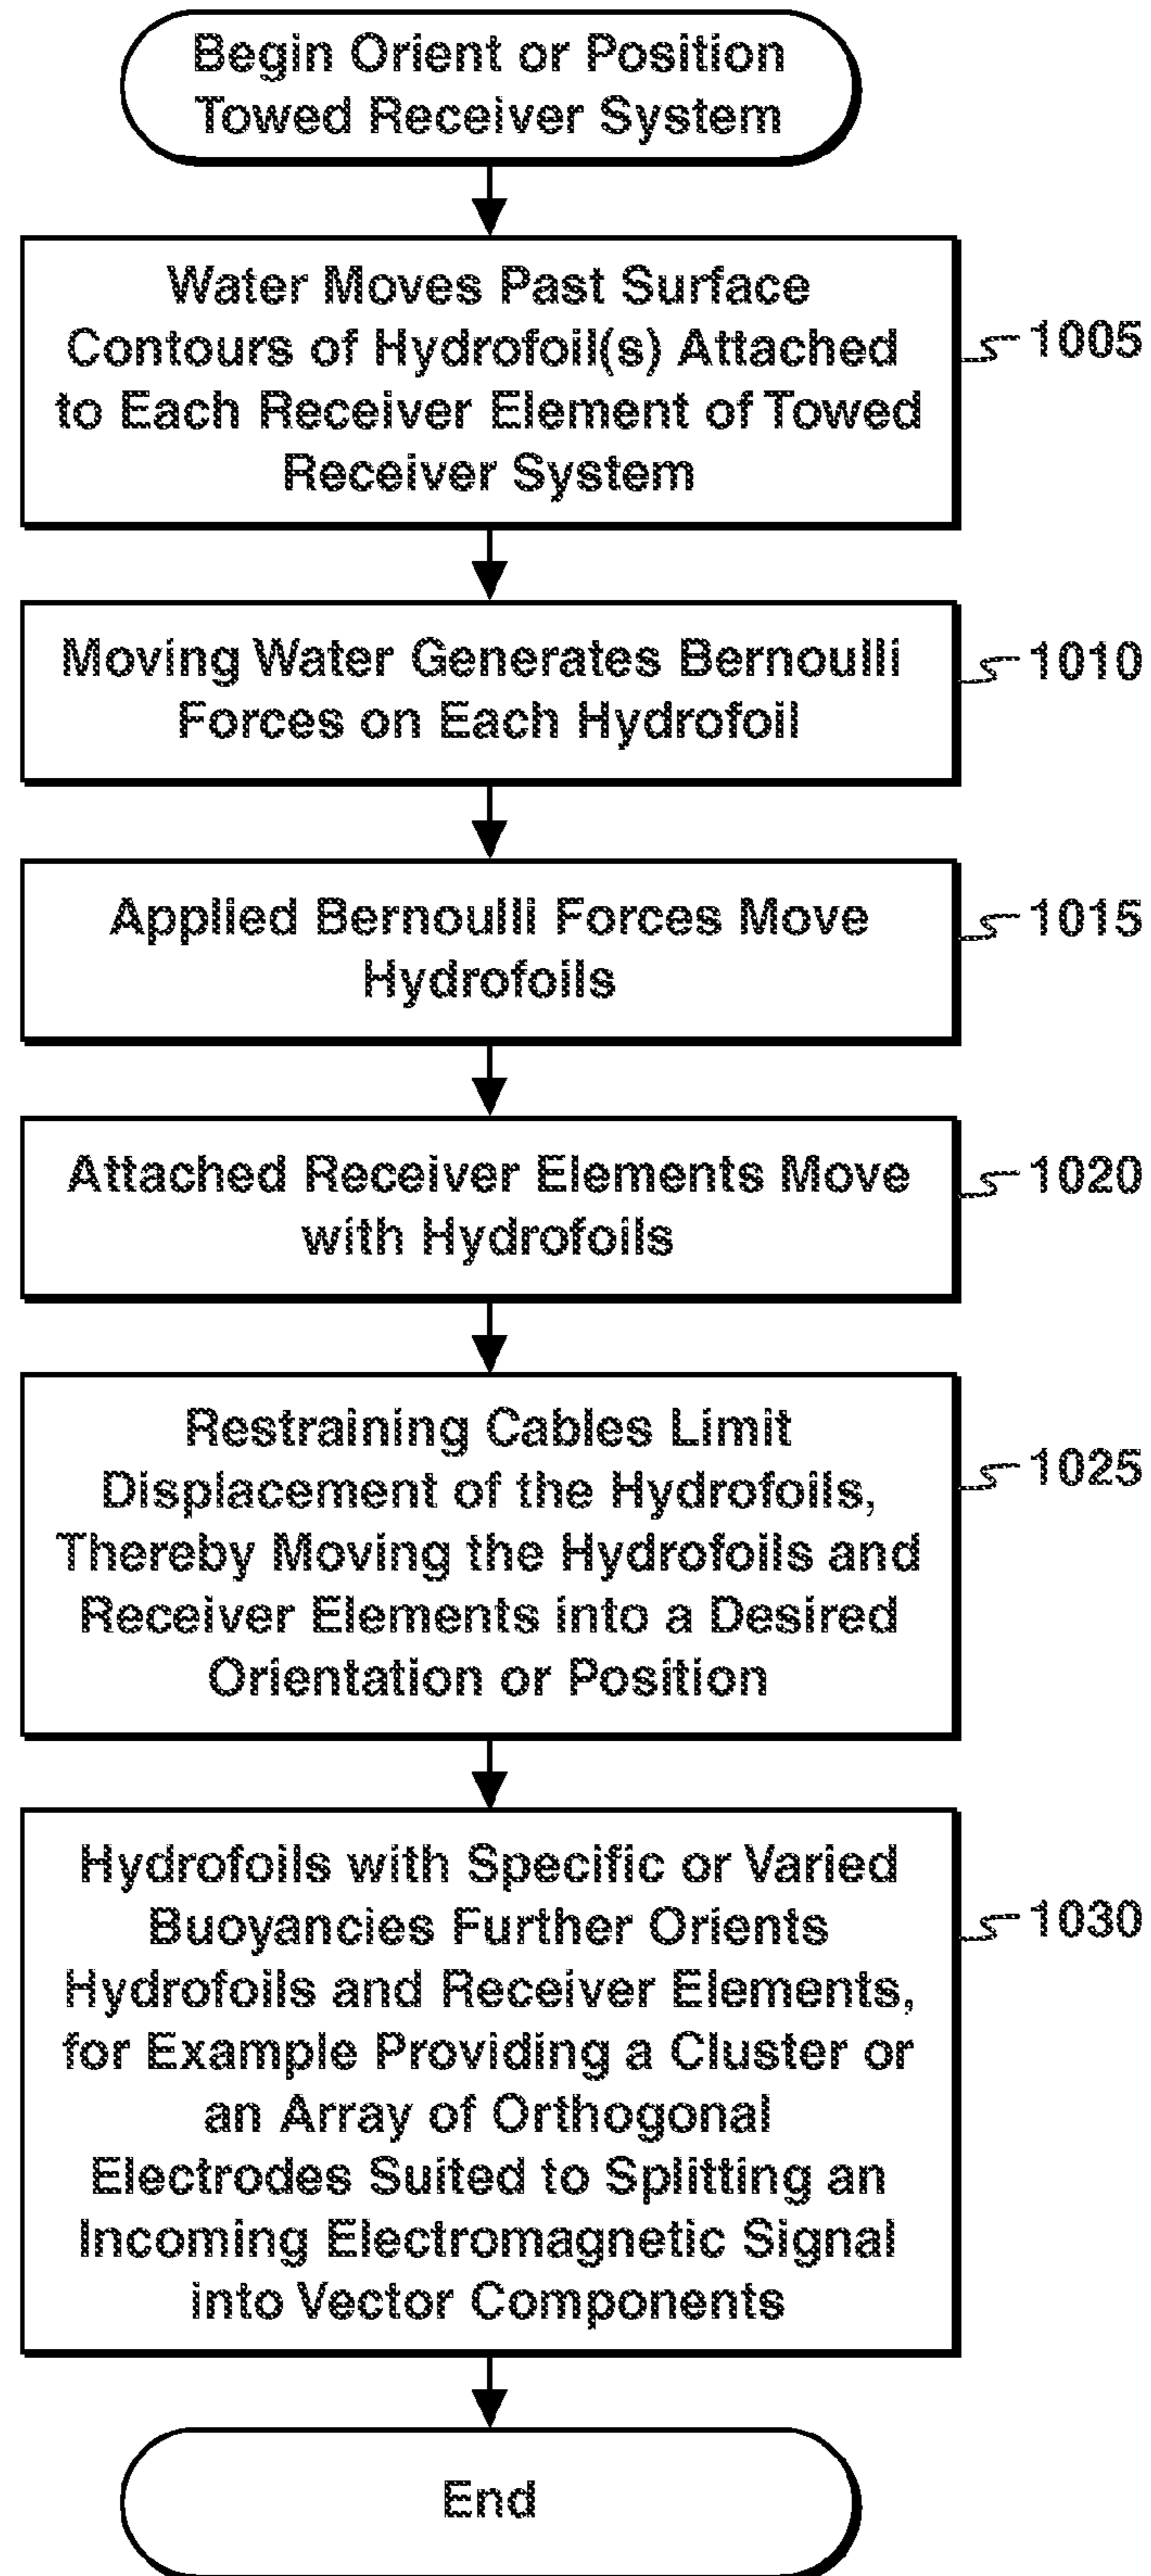 Begin Orient or Position
Towed Receiver System
Water Moves Past Surface
Contours of Hydrofoil(s) Attached
to Each Receiver Element of Towed
Receiver System
1005
Moving Water Generates Bernoulli
Forces on Each Hydrofoil
1010
Applied Bernoulli Forces Move
Hydrofoils
1015
Attached Receiver Elements Move
with Hydrofoils
1020
Restraining Cables Limit
Displacement of the Hydrofoils,
Thereby Moving the Hydrofoils and
Receiver Elements into a Desired
Orientation or Position
1025
Hydrofoils with Specific or Varied
Buoyancies Further Orients
Hydrofoils and Receiver Elements,
for Example Providing a Cluster or
an Array of Orthogonal
Electrodes Suited to Splitting an
Incoming Electromagnetic Signal
into Vector Components
1030
End